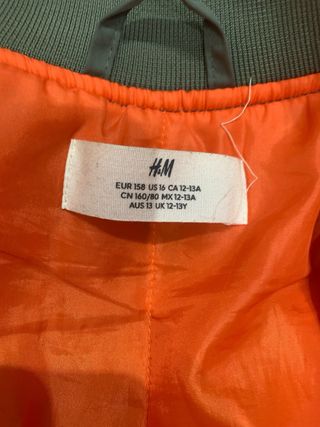 H&M
EUR 158 US 16 CA 12-13A
CN 160/80 MX 12-13A
AUS 13 UK 12-13Y